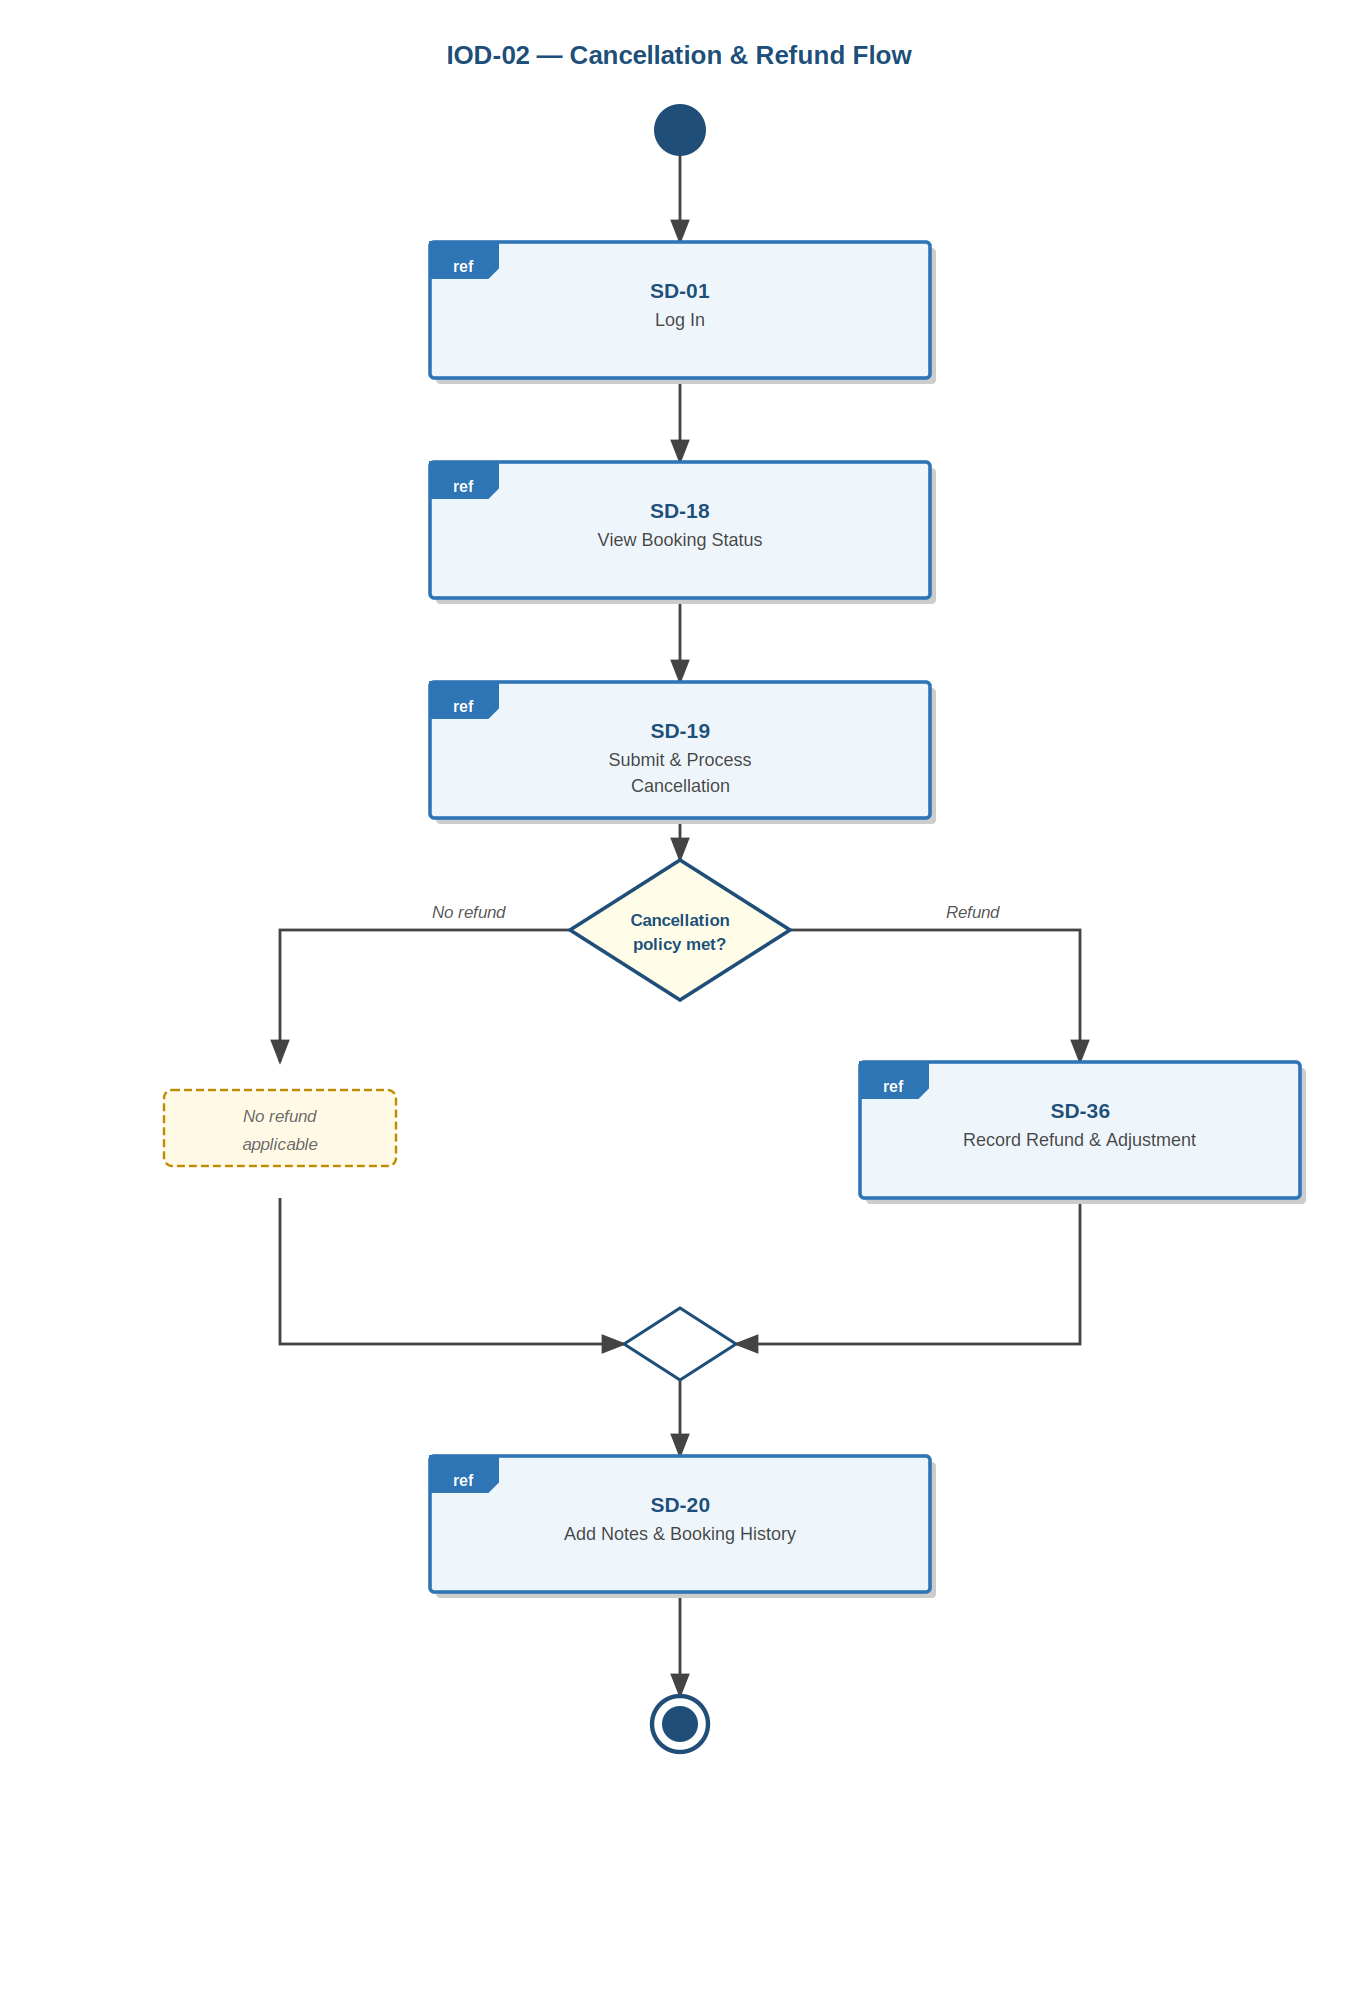 IOD-02 — Cancellation & Refund Flow
ref
SD-01
Log In
ref
SD-18
View Booking Status
ref
SD-19
Submit & Process
Cancellation
Cancellation
policy met?
No refund
Refund
No refund
applicable
ref
SD-36
Record Refund & Adjustment
ref
SD-20
Add Notes & Booking History